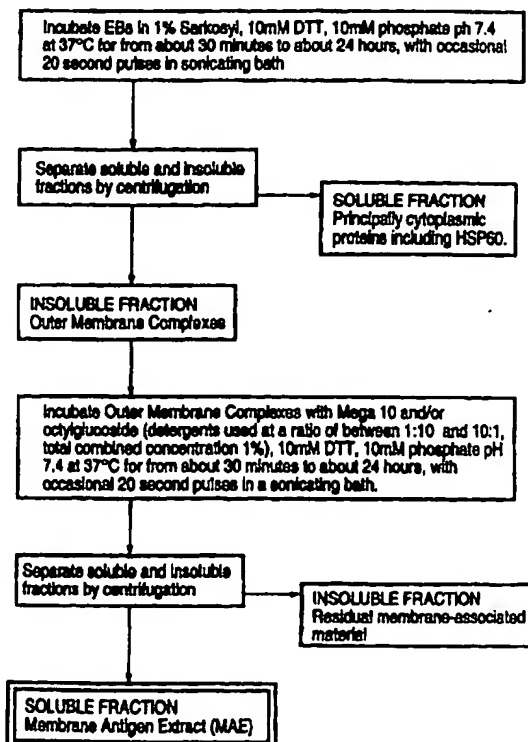 Incubate EBs in 1% Sarkosyl, 10mM DTT, 10mM phosphate ph 7.4
at 37°C for from about 30 minutes to about 24 hours, with occasional
20 second pulses in sonicating bath
Separate soluble and insoluble
fractions by centrifugation
SOLUBLE FRACTION
Principally cytoplasmic
proteins including HSP60.
INSOLUBLE FRACTION
Outer Membrane Complexes
Incubate Outer Membrane Complexes with Mega 10 and/or
octylglucoside (detergents used at a ratio of between 1:10 and 10:1,
total combined concentration 1%), 10mM DTT, 10mM phosphate pH
7.4 at 37°C for from about 30 minutes to about 24 hours, with
occasional 20 second pulses in a sonicating bath.
Separate soluble and insoluble
fractions by centrifugation
INSOLUBLE FRACTION
Residual membrane-associated
material
SOLUBLE FRACTION
Membrane Antigen Extract (MAE)